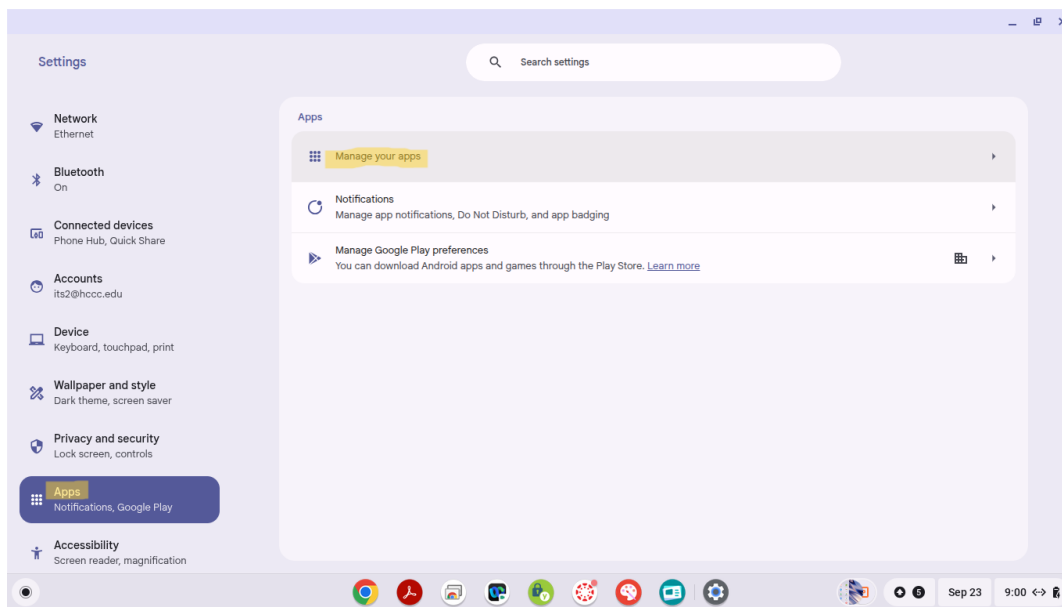 Settings
Search settings
Network
Ethernet
Bluetooth
On
Connected devices
Phone Hub, Quick Share
Accounts
its2@hccc.edu
Device
Keyboard, touchpad, print
Wallpaper and style
Dark theme, screen saver
Privacy and security
Lock screen, controls
Apps
Notifications, Google Play
Accessibility
Screen reader, magnification
Apps
Manage your apps
Notifications
Manage app notifications, Do Not Disturb, and app badging
Manage Google Play preferences
You can download Android apps and games through the Play Store. Learn more
5
Sep 23
9:00